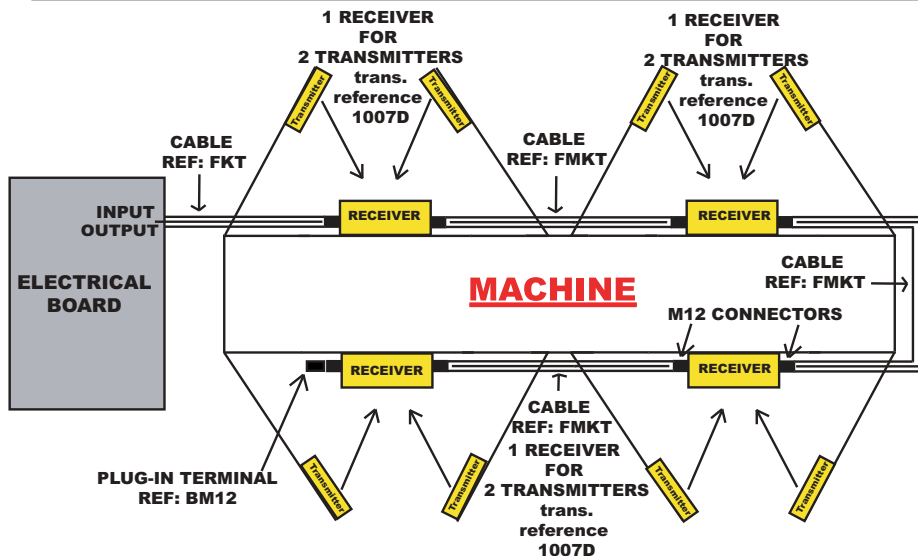 1 RECEIVER
FOR
2 TRANSMITTERS
trans.
reference
1007D
1 RECEIVER
FOR
2 TRANSMITTERS
trans.
reference
1007D
Transmitter
Transmitter
Transmitter
Transmitter
CABLE
REF: FKT
CABLE
REF: FMKT
INPUT
OUTPUT
RECEIVER
RECEIVER
ELECTRICAL
BOARD
MACHINE
CABLE
REF: FMKT
M12 CONNECTORS
RECEIVER
RECEIVER
CABLE
REF: FMKT
1 RECEIVER
FOR
2 TRANSMITTERS
trans.
reference
1007D
PLUG-IN TERMINAL
REF: BM12
Transmitter
Transmitter
Transmitter
Transmitter